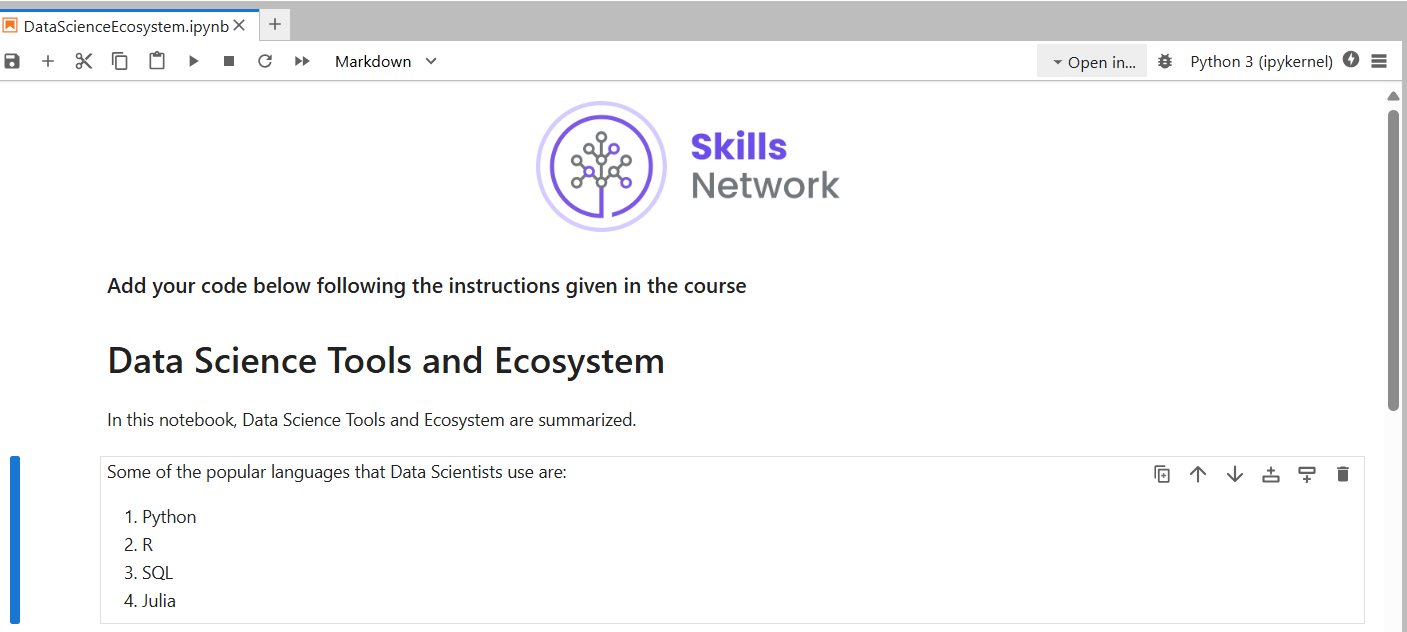 DataScienceEcosystem.ipynb
Markdown
Open in...
Python 3 (ipykernel)
Skills
Network
Add your code below following the instructions given in the course
Data Science Tools and Ecosystem
In this notebook, Data Science Tools and Ecosystem are summarized.
Some of the popular languages that Data Scientists use are:
1. Python
2. R
3. SQL
4. Julia